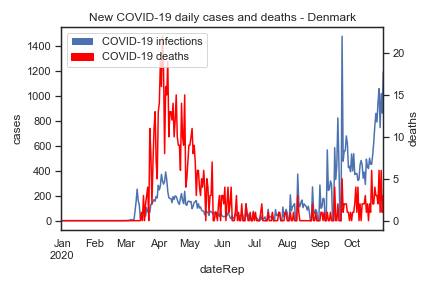 New COVID-19 daily cases and deaths - Denmark
COVID-19 infections
COVID-19 deaths
1400
1200
1000
800
600
400
200
0
cases
20
15
10
5
0
deaths
Jan Feb Mar Apr May Jun Jul Aug Sep Oct
2020
dateRep